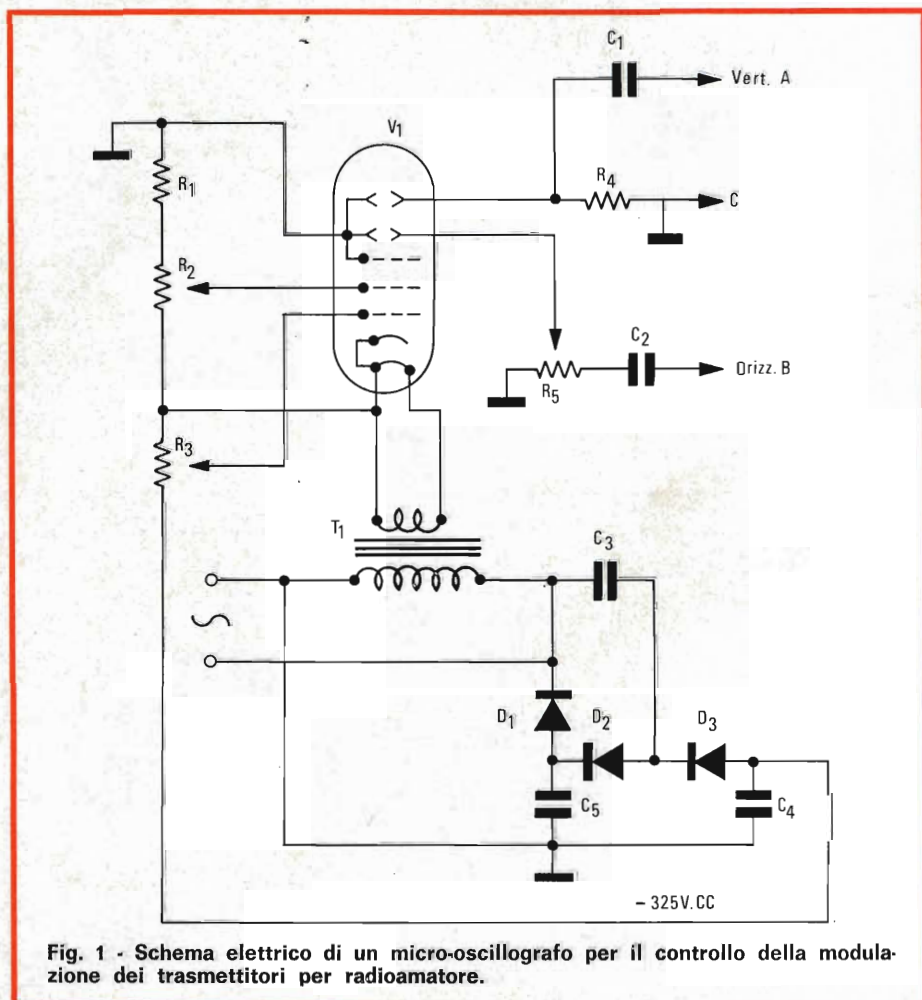 C1
Vert. A
V1
R1
R4
C
R2
C2
Orizz. B
R5
R3
T1
C3
D1
D2
D3
C5
C4
– 325V.CC
Fig. 1 - Schema elettrico di un micro-oscillografo per il controllo della modula-
zione dei trasmettitori per radioamatore.